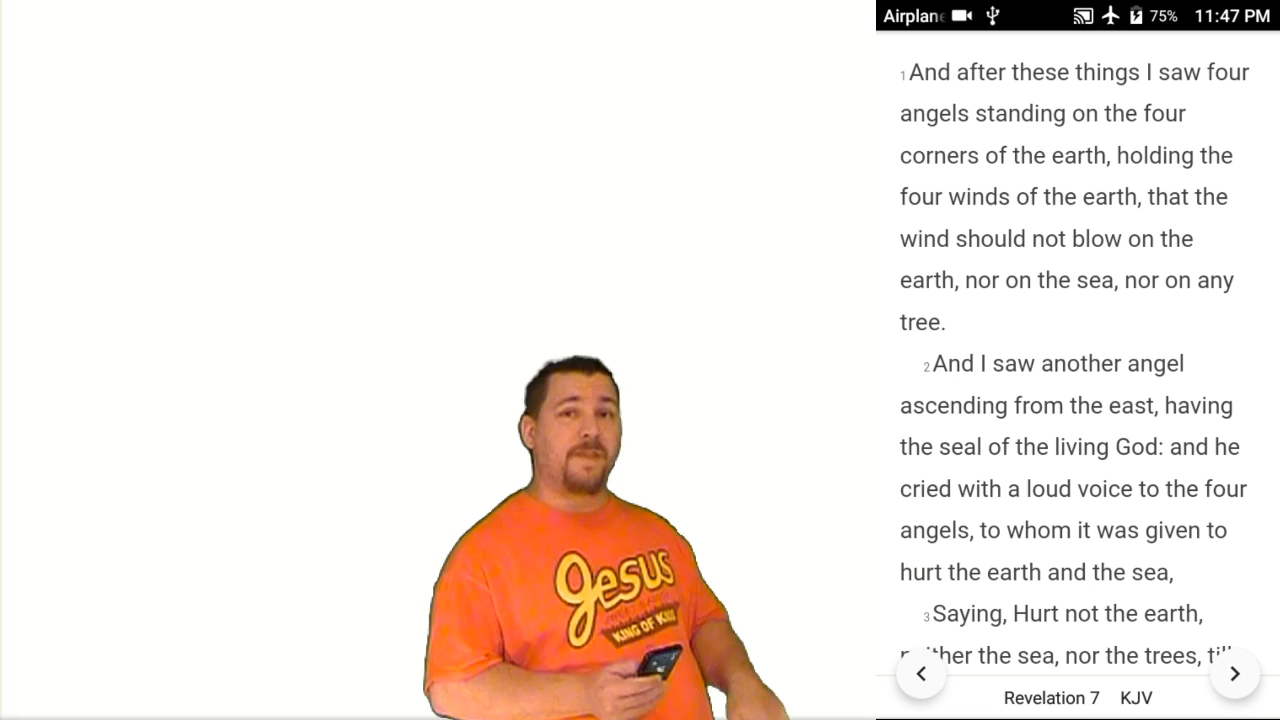 Airplan
75%
11:47 PM
1 And after these things I saw four
angels standing on the four
corners of the earth, holding the
four winds of the earth, that the
wind should not blow on the
earth, nor on the sea, nor on any
tree.
2 And I saw another angel
ascending from the east, having
the seal of the living God: and he
cried with a loud voice to the four
angels, to whom it was given to
hurt the earth and the sea,
3 Saying, Hurt not the earth,
neither the sea, nor the trees, till
Revelation 7 KJV
Jesus
KING OF KINGS